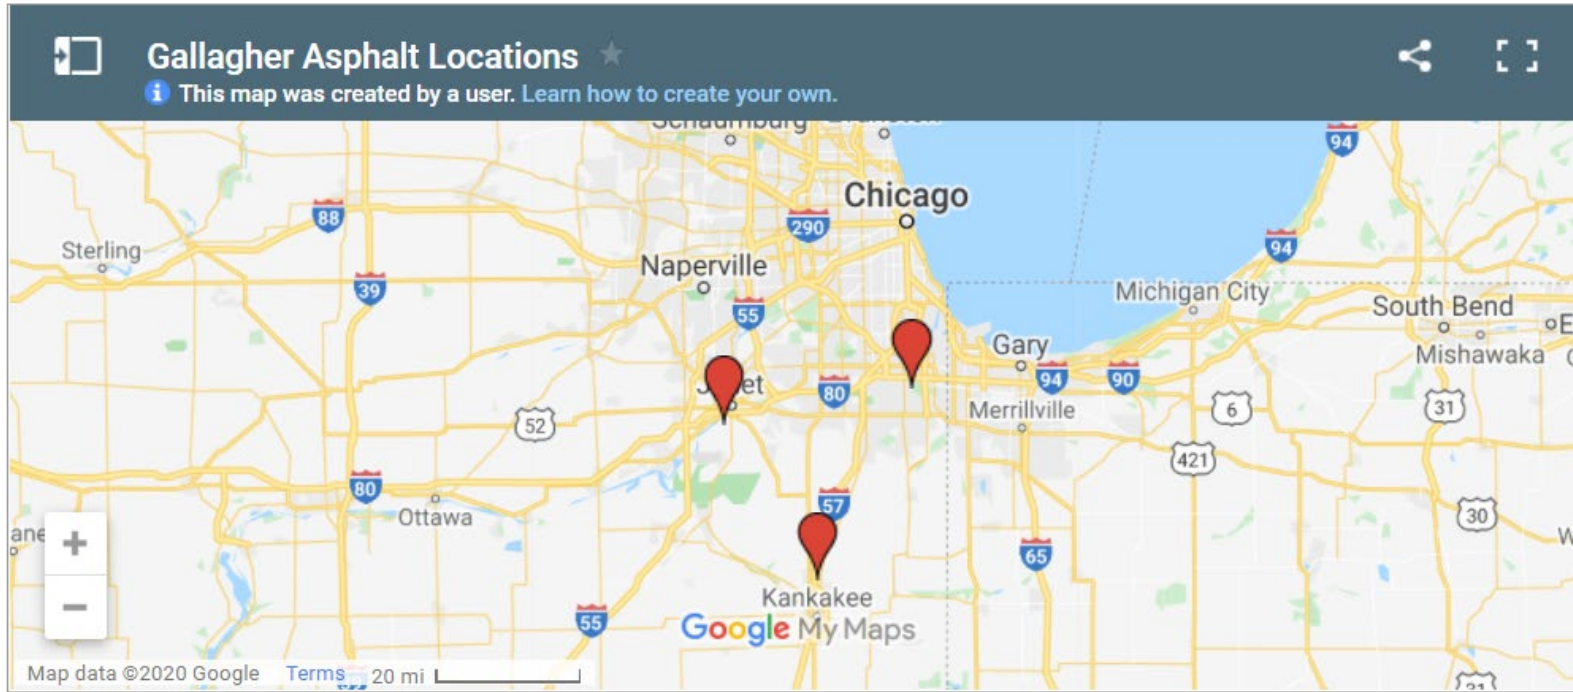 Gallagher Asphalt Locations
This map was created by a user. Learn how to create your own.
Schaumburg
94
Chicago
88
290
Sterling
94
Naperville
39
Michigan City
55
South Bend
E
Gary
Mishawaka
94
90
80
Merrillville
6
31
52
421
80
57
30
Ottawa
65
Kankakee
55
Google My Maps
Map data ©2020 Google Terms 20 mi
31